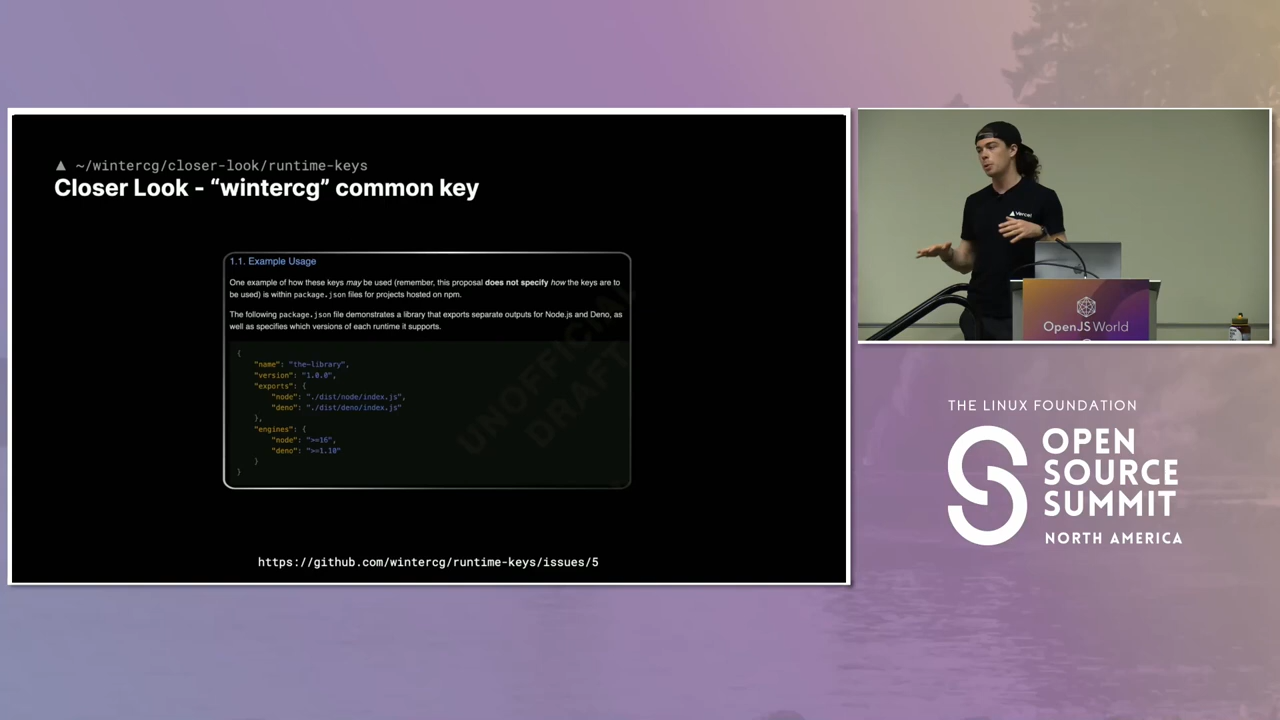 ▲ ~/wintercg/closer-look/runtime-keys
Closer Look - “wintercg” common key
1.1. Example Usage
One example of how these keys may be used (remember, this proposal does not specify how the keys are to
be used) is within package.json files for projects hosted on npm.
The following package.json file demonstrates a library that exports separate outputs for Node.js and Deno, as
well as specifies which versions of each runtime it supports.
{
"name": "the-library",
"version": "1.0.0",
"exports": {
"node": "./dist/node/index.js",
"deno": "./dist/deno/index.js"
},
"engines": {
"node": ">=16",
"deno": ">=1.10"
}
}
UNOFFICIAL
DRAFT
https://github.com/wintercg/runtime-keys/issues/5
Vercel
OpenJS World
THE LINUX FOUNDATION
OPEN
SOURCE
SUMMIT
NORTH AMERICA